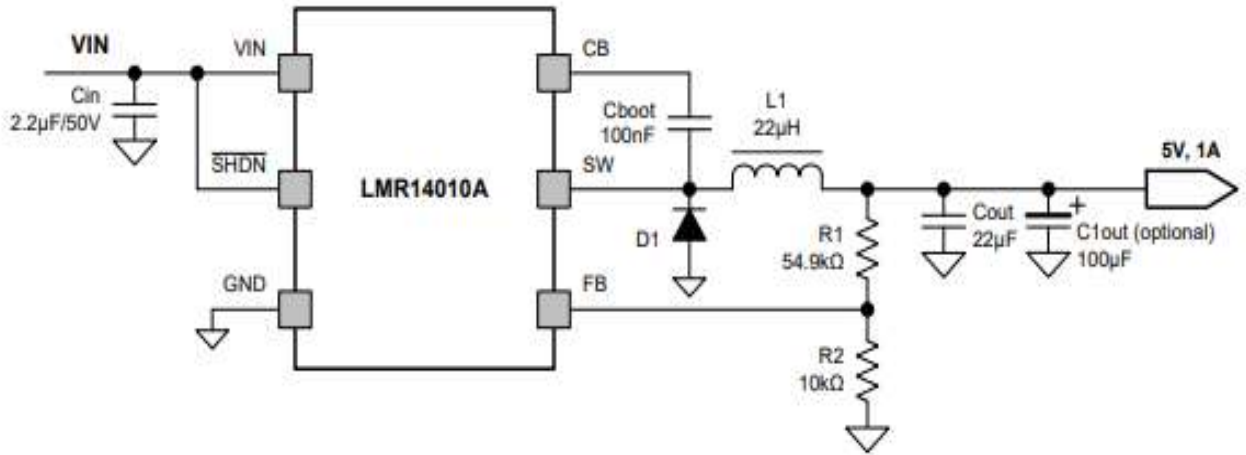 VIN
VIN
Cin
2.2µF/50V
SHDN
GND
LMR14010A
CB
Cboot
100nF
L1
22µH
SW
D1
FB
R1
54.9kΩ
R2
10kΩ
Cout
22µF
+
C1out (optional)
100µF
5V, 1A